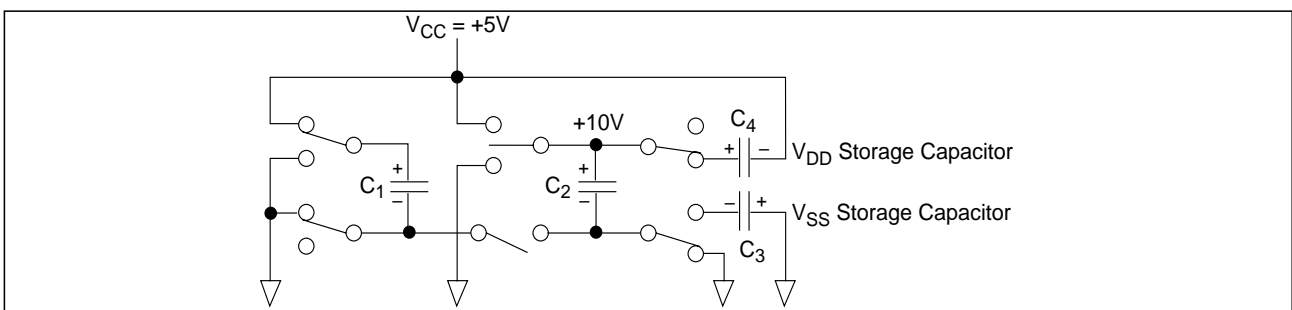 V_CC = +5V
+10V
C_4
+ −
V_DD Storage Capacitor
+
C_1
−
+
C_2
−
− +
V_SS Storage Capacitor
C_3